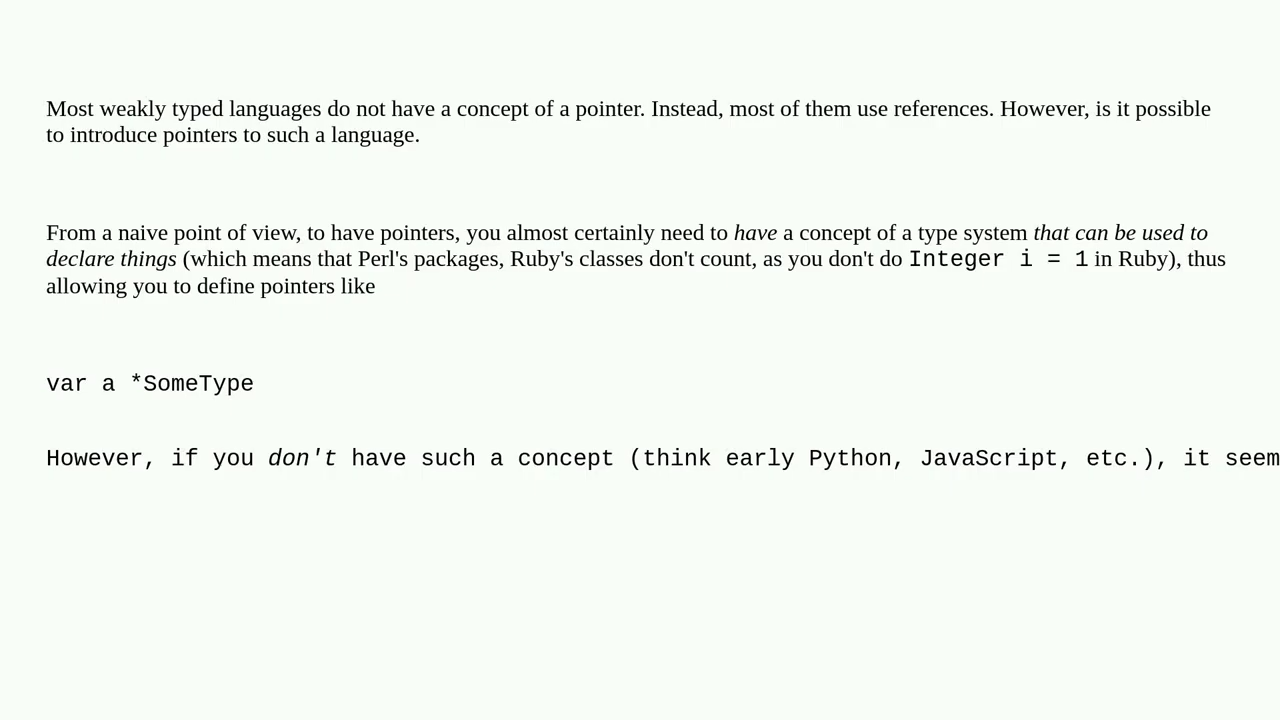 Most weakly typed languages do not have a concept of a pointer. Instead, most of them use references. However, is it possible
to introduce pointers to such a language.
From a naive point of view, to have pointers, you almost certainly need to have a concept of a type system that can be used to
declare things (which means that Perl's packages, Ruby's classes don't count, as you don't do Integer i = 1 in Ruby), thus
allowing you to define pointers like
var a *SomeType
However, if you don't have such a concept (think early Python, JavaScript, etc.), it seem